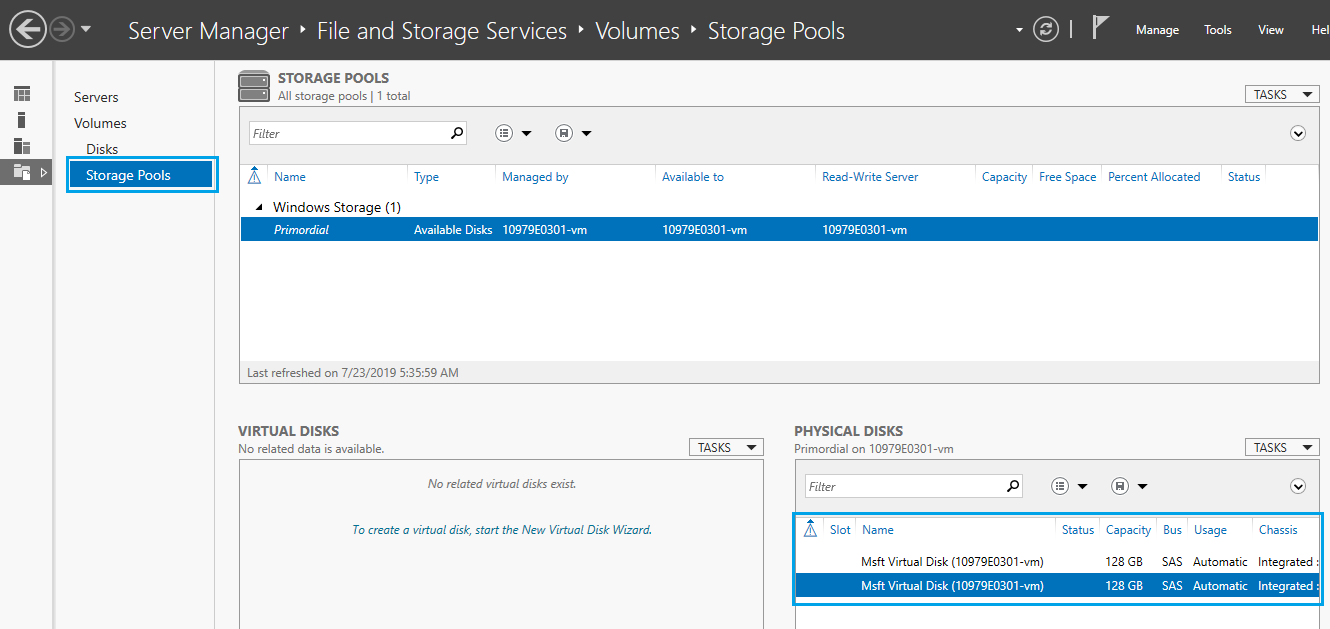 Server Manager ‣ File and Storage Services ‣ Volumes ‣ Storage Pools
Manage Tools View Hel
Servers
Volumes
Disks
Storage Pools
STORAGE POOLS
All storage pools | 1 total
TASKS
Filter
Name Type Managed by Available to Read-Write Server Capacity Free Space Percent Allocated Status
Windows Storage (1)
Primordial Available Disks 10979E0301-vm 10979E0301-vm 10979E0301-vm
Last refreshed on 7/23/2019 5:35:59 AM
VIRTUAL DISKS
No related data is available.
TASKS
No related virtual disks exist.
To create a virtual disk, start the New Virtual Disk Wizard.
PHYSICAL DISKS
Primordial on 10979E0301-vm
TASKS
Filter
Slot Name Status Capacity Bus Usage Chassis
Msft Virtual Disk (10979E0301-vm) 128 GB SAS Automatic Integrated :
Msft Virtual Disk (10979E0301-vm) 128 GB SAS Automatic Integrated :